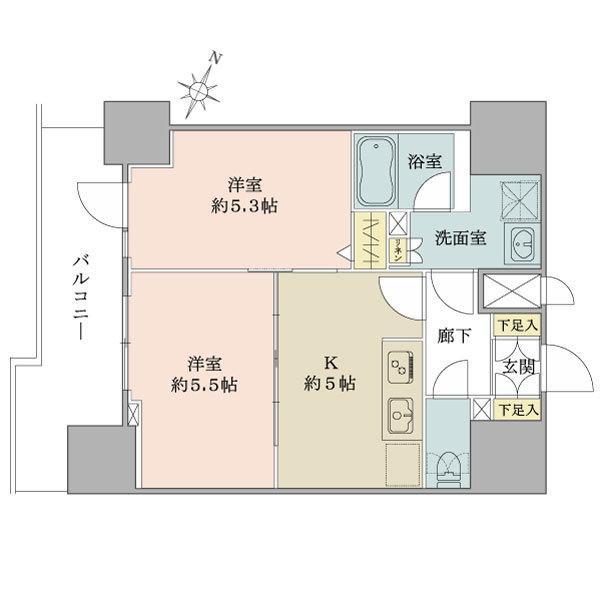 N
浴室
洋室
約5.3帖
洗面室
リネン
バルコニー
下足入
廊下
K
約5帖
玄関
洋室
約5.5帖
下足入